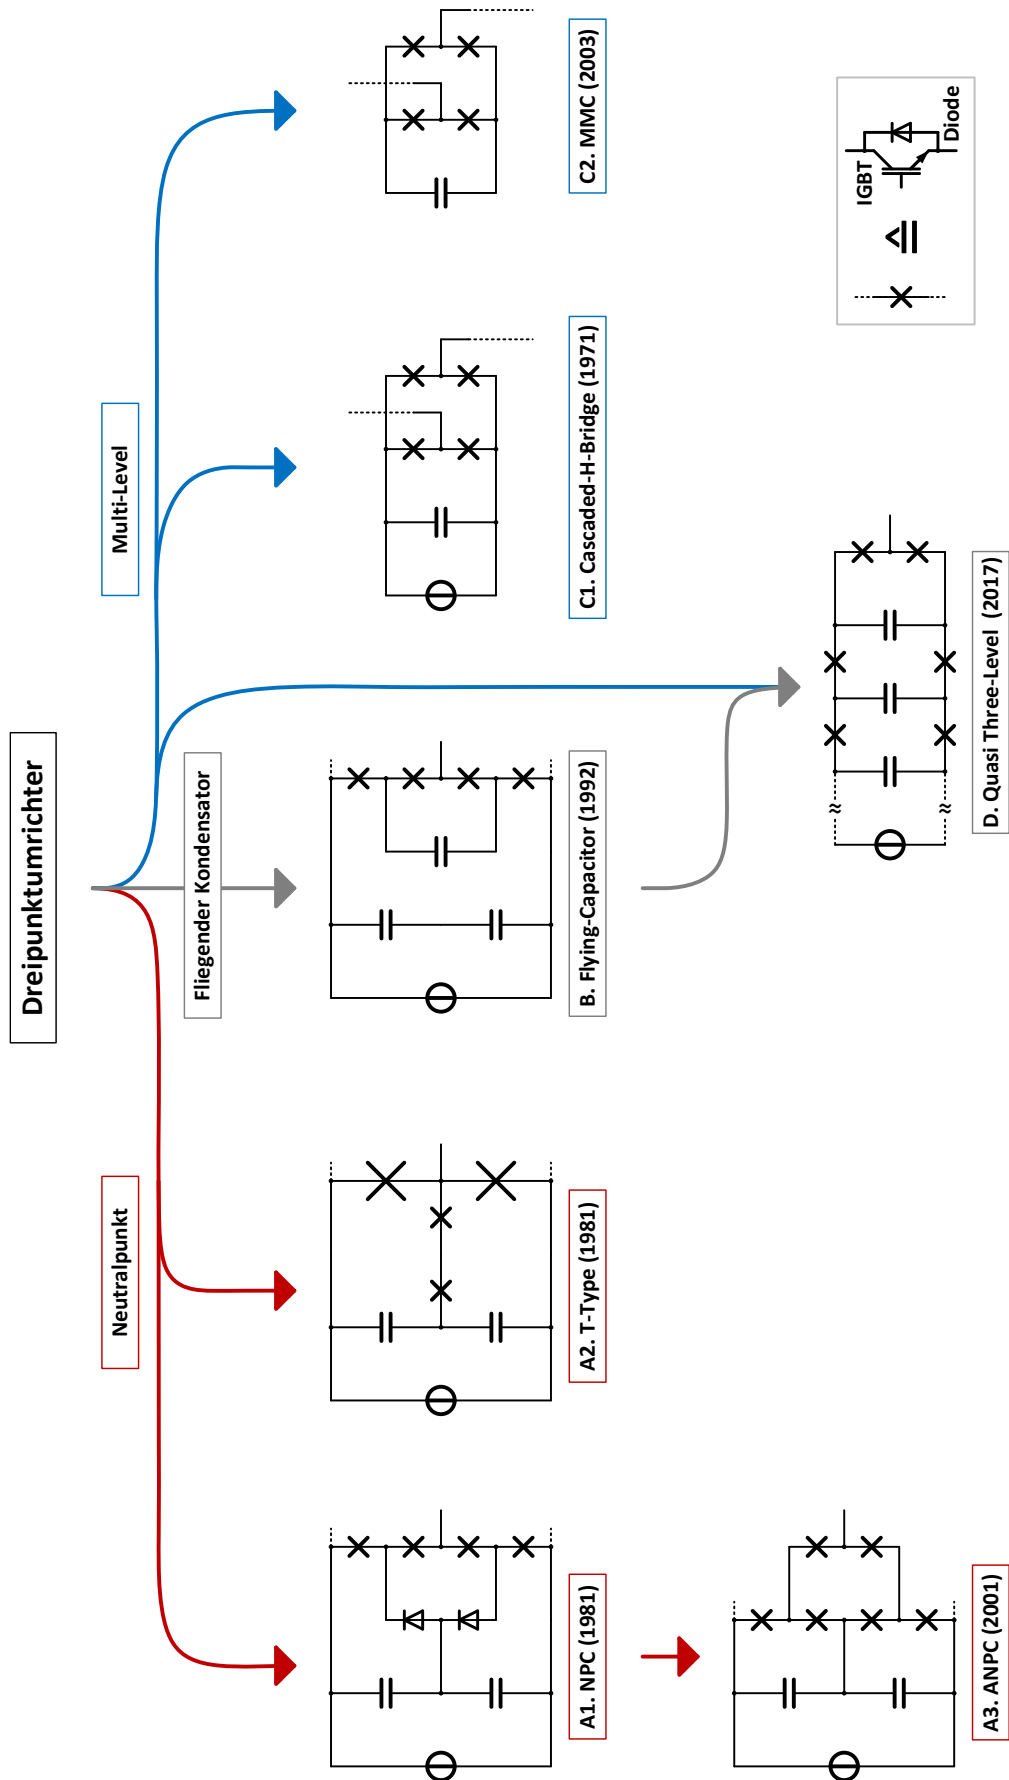 Dreipunktumrichter
Neutralpunkt
Fliegender Kondensator
Multi-Level
A1. NPC (1981)
A2. T-Type (1981)
B. Flying-Capacitor (1992)
C1. Cascaded-H-Bridge (1971)
C2. MMC (2003)
A3. ANPC (2001)
D. Quasi Three-Level (2017)
IGBT
Diode